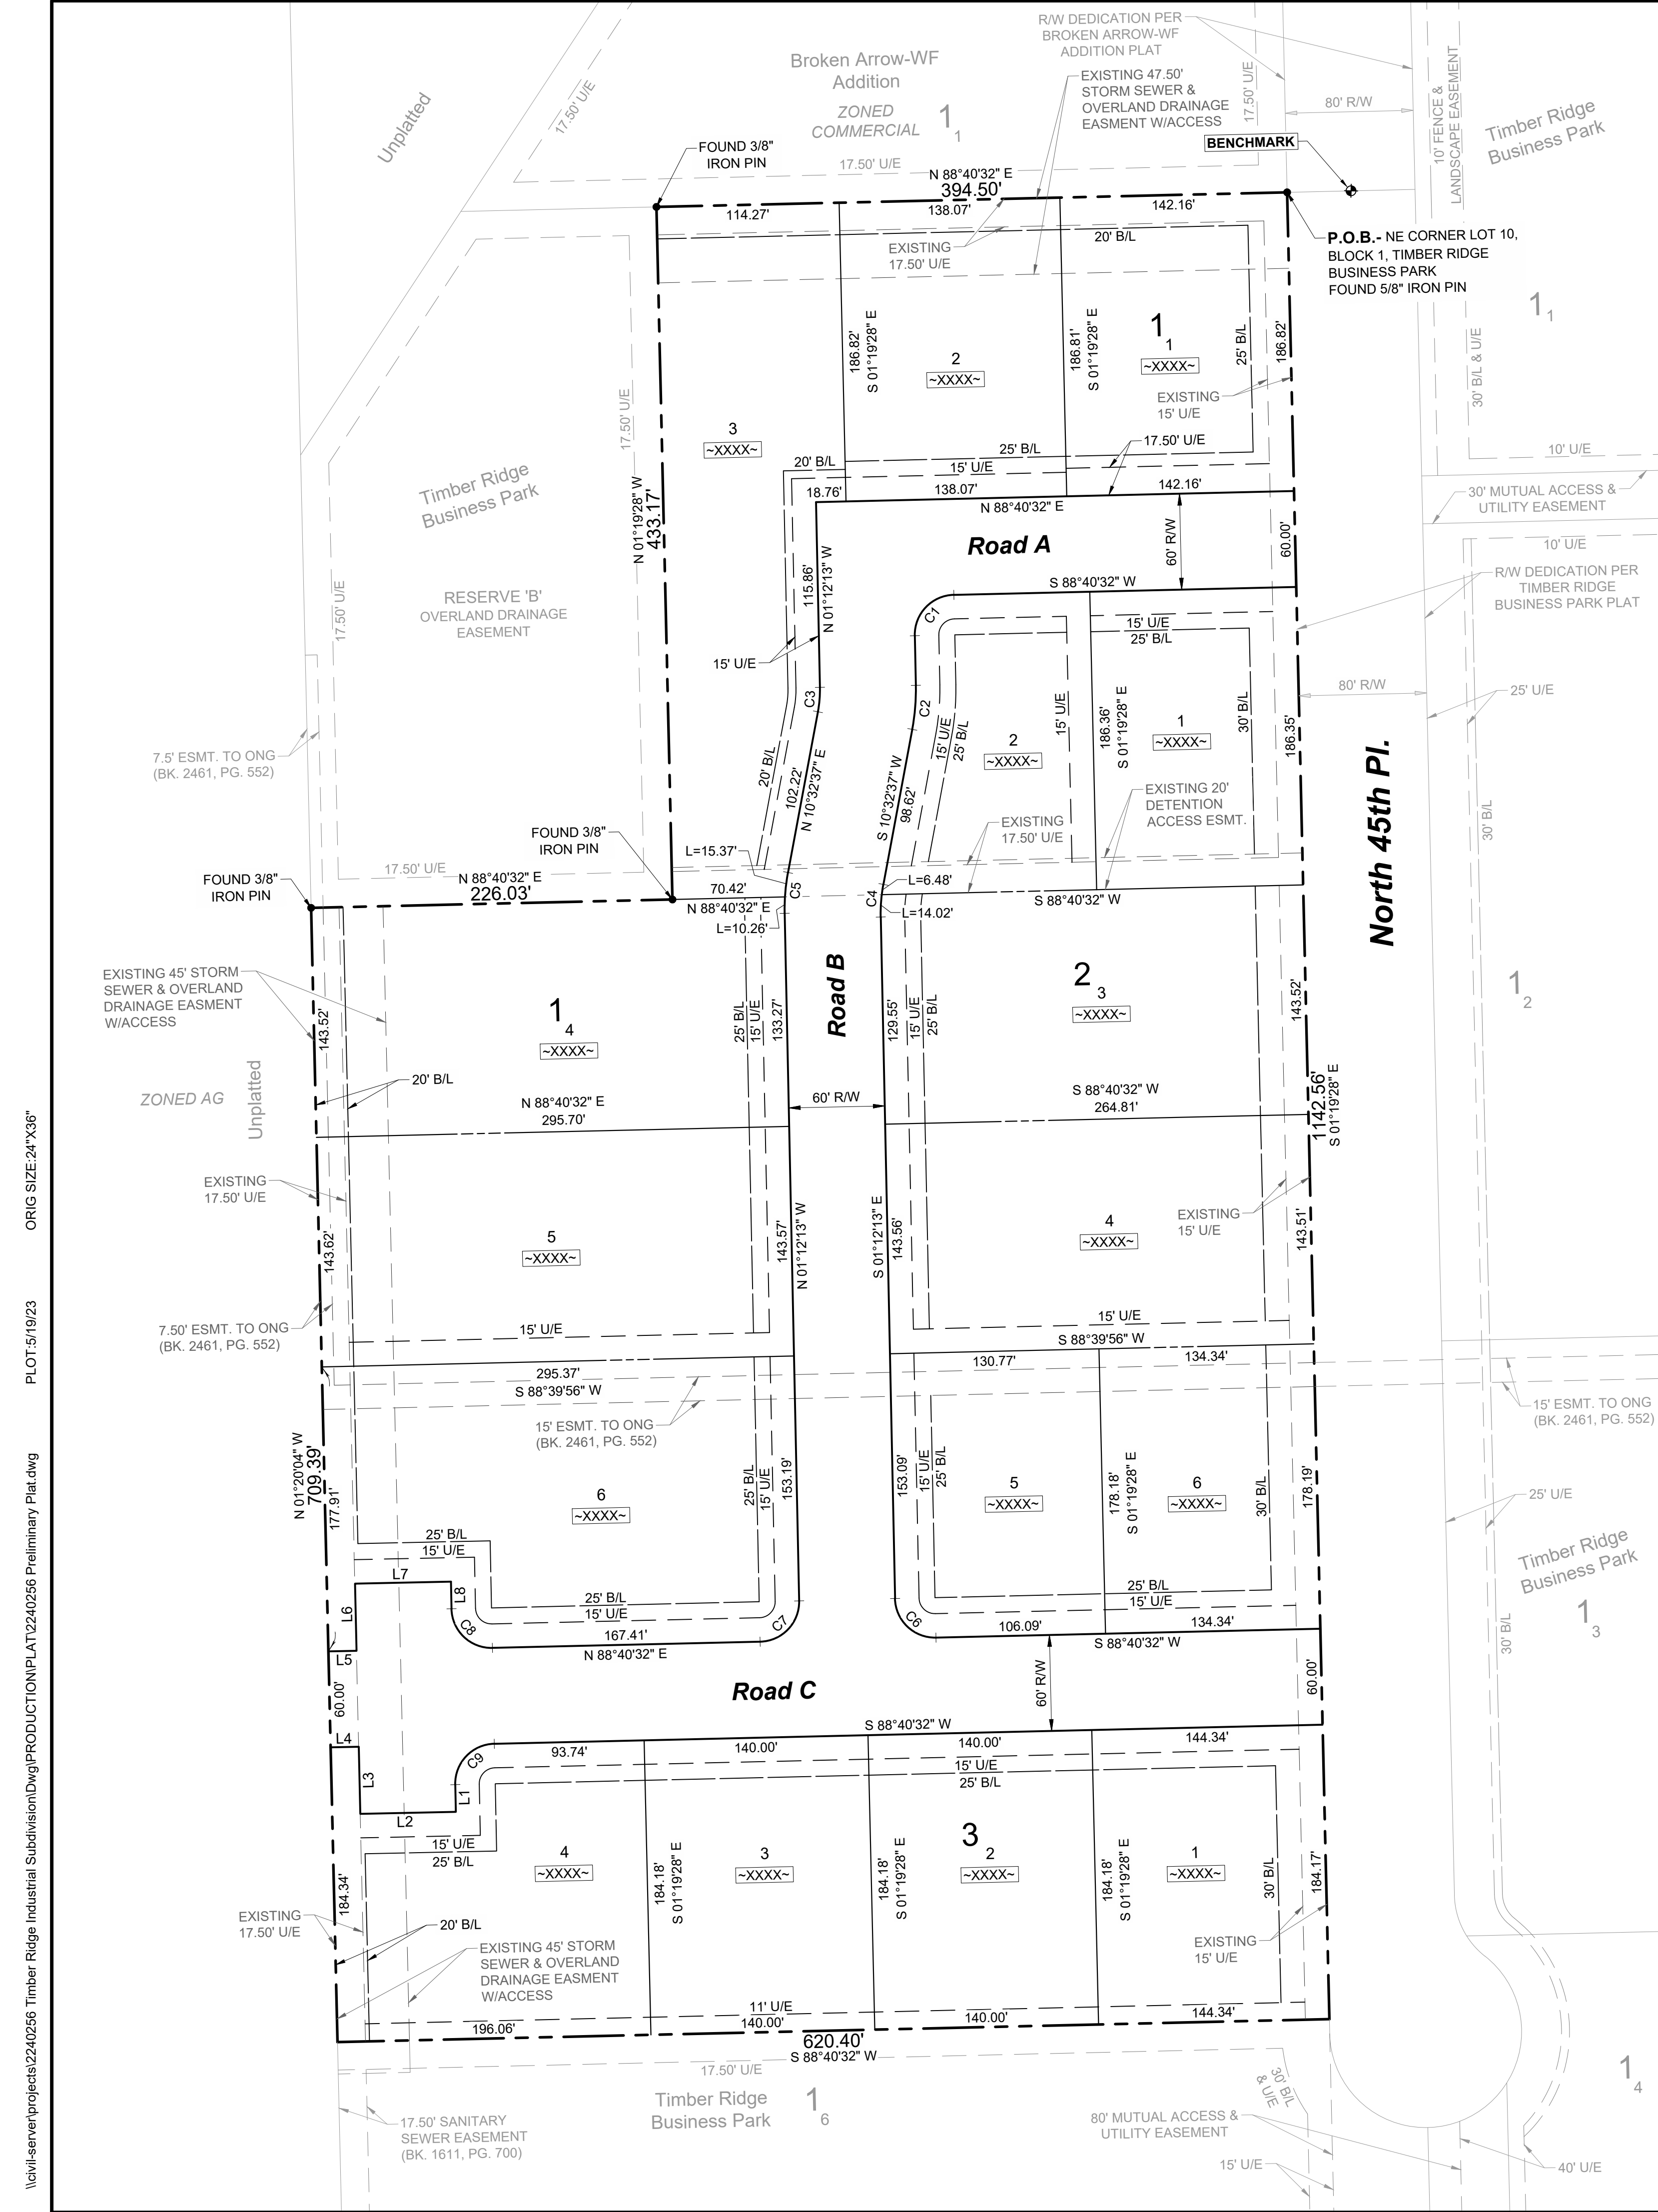 R/W DEDICATION PER
BROKEN ARROW-WF
ADDITION PLAT
Broken Arrow-WF
Addition
ZONED
COMMERCIAL
1
1
EXISTING 47.50'
STORM SEWER &
OVERLAND DRAINAGE
EASMENT W/ACCESS
17.50' U/E
80' R/W
10' FENCE &
LANDSCAPE EASEMENT
Timber Ridge
Business Park
Unplatted
17.50' U/E
BENCHMARK
FOUND 3/8"
IRON PIN
17.50' U/E
N 88°40'32" E
394.50'
114.27'
138.07'
142.16'
20' B/L
EXISTING
17.50' U/E
P.O.B.- NE CORNER LOT 10,
BLOCK 1, TIMBER RIDGE
BUSINESS PARK
FOUND 5/8" IRON PIN
1
1
186.82'
S 01°19'28" E
2
~XXXX~
186.81'
S 01°19'28" E
1
1
~XXXX~
25' B/L
186.82'
EXISTING
15' U/E
30' B/L & U/E
17.50' U/E
3
~XXXX~
20' B/L
25' B/L
15' U/E
17.50' U/E
10' U/E
18.76'
138.07'
142.16'
N 88°40'32" E
Timber Ridge
Business Park
N 01°19'28" W
433.17'
30' MUTUAL ACCESS &
UTILITY EASEMENT
Road A
60' R/W
60.00'
10' U/E
115.86'
N 01°12'13" W
S 88°40'32" W
R/W DEDICATION PER
TIMBER RIDGE
BUSINESS PARK PLAT
17.50' U/E
RESERVE 'B'
OVERLAND DRAINAGE
EASEMENT
C1
15' U/E
25' B/L
15' U/E
80' R/W
25' U/E
C3
C2
15' U/E
25' B/L
15' U/E
186.36'
S 01°19'28" E
1
~XXXX~
30' B/L
186.35'
2
~XXXX~
7.5' ESMT. TO ONG
(BK. 2461, PG. 552)
20' B/L
102.22'
N 10°32'37" E
S 10°32'37" W
98.62'
EXISTING 20'
DETENTION
ACCESS ESMT.
EXISTING
17.50' U/E
North 45th Pl.
30' B/L
FOUND 3/8"
IRON PIN
L=15.37'
FOUND 3/8"
IRON PIN
17.50' U/E
N 88°40'32" E
226.03'
70.42'
N 88°40'32" E
C5
L=6.48'
C4
S 88°40'32" W
L=14.02'
L=10.26'
EXISTING 45' STORM
SEWER & OVERLAND
DRAINAGE EASMENT
W/ACCESS
143.52'
1
4
~XXXX~
25' B/L
15' U/E
133.27'
Road B
129.55'
15' U/E
25' B/L
2
3
~XXXX~
143.52'
1
2
ZONED AG
Unplatted
20' B/L
N 88°40'32" E
295.70'
60' R/W
S 88°40'32" W
264.81'
1142.56'
S 01°19'28" E
EXISTING
17.50' U/E
143.62'
5
~XXXX~
143.57'
N 01°12'13" W
S 01°12'13" E
143.56'
4
~XXXX~
EXISTING
15' U/E
143.51'
7.50' ESMT. TO ONG
(BK. 2461, PG. 552)
15' U/E
15' U/E
295.37'
S 88°39'56" W
S 88°39'56" W
130.77'
134.34'
15' ESMT. TO ONG
(BK. 2461, PG. 552)
15' ESMT. TO ONG
(BK. 2461, PG. 552)
N 01°20'04" W
709.39'
177.91'
6
~XXXX~
25' B/L
15' U/E
153.19'
153.09'
15' U/E
25' B/L
5
~XXXX~
178.18'
S 01°19'28" E
6
~XXXX~
30' B/L
178.19'
25' U/E
25' B/L
15' U/E
Timber Ridge
Business Park
L7
L6
L8
25' B/L
15' U/E
25' B/L
15' U/E
C8
C7
C6
167.41'
N 88°40'32" E
106.09'
134.34'
S 88°40'32" W
1
3
30' B/L
L5
60.00'
Road C
60' R/W
60.00'
L4
S 88°40'32" W
C9
93.74'
140.00'
140.00'
144.34'
L3
L1
15' U/E
25' B/L
L2
15' U/E
25' B/L
184.34'
4
~XXXX~
184.18'
S 01°19'28" E
3
~XXXX~
184.18'
S 01°19'28" E
3
2
~XXXX~
184.18'
S 01°19'28" E
1
~XXXX~
30' B/L
184.17'
EXISTING
17.50' U/E
20' B/L
EXISTING 45' STORM
SEWER & OVERLAND
DRAINAGE EASMENT
W/ACCESS
EXISTING
15' U/E
11' U/E
196.06'
140.00'
140.00'
144.34'
620.40'
S 88°40'32" W
17.50' U/E
Timber Ridge
Business Park
1
6
30' B/L
& U/E
1
4
17.50' SANITARY
SEWER EASEMENT
(BK. 1611, PG. 700)
80' MUTUAL ACCESS &
UTILITY EASEMENT
15' U/E
40' U/E
\\civil-server\projects\2240256 Timber Ridge Industrial Subdivision\Dwg\PRODUCTION\PLAT\2240256 Preliminary Plat.dwg PLOT:5/19/23 ORIG SIZE:24"X36"